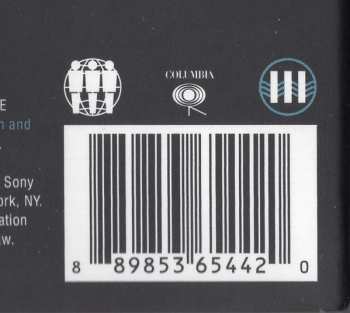 COLUMBIA
E
n and
.
Sony
ork, NY.
ation
w.
8 89853 65442 0